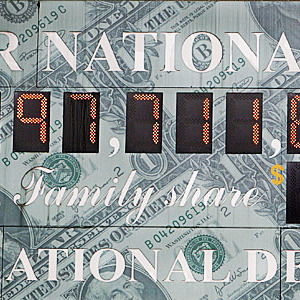 R NATIONA
97,711,
Family share $
ATIONAL DE